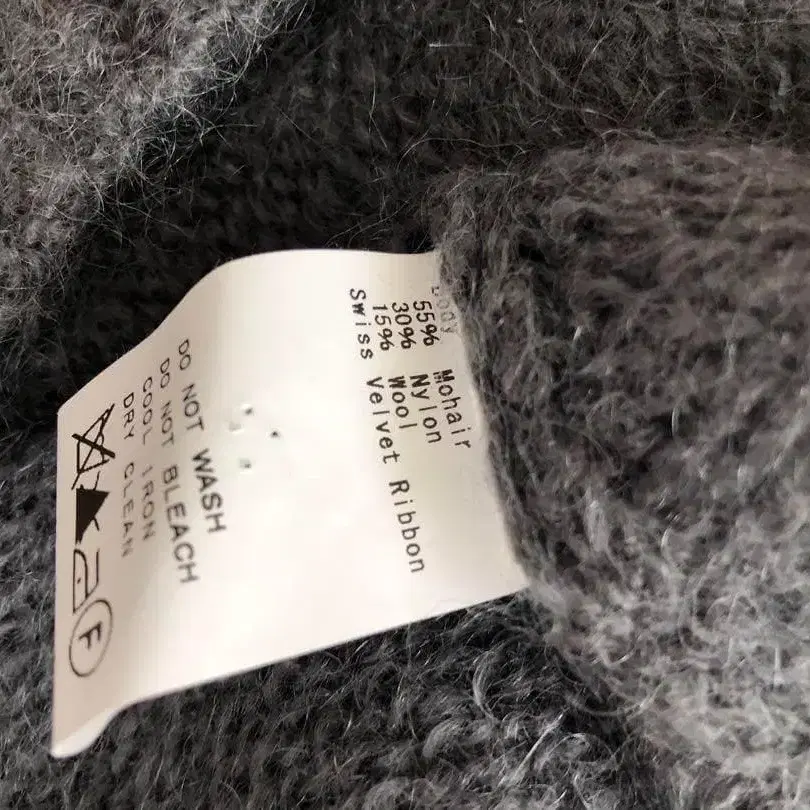 Body
55% Mohair
30% Nylon
15% Wool
Swiss Velvet Ribbon
DO NOT WASH
DO NOT BLEACH
COOL IRON
DRY CLEAN
F